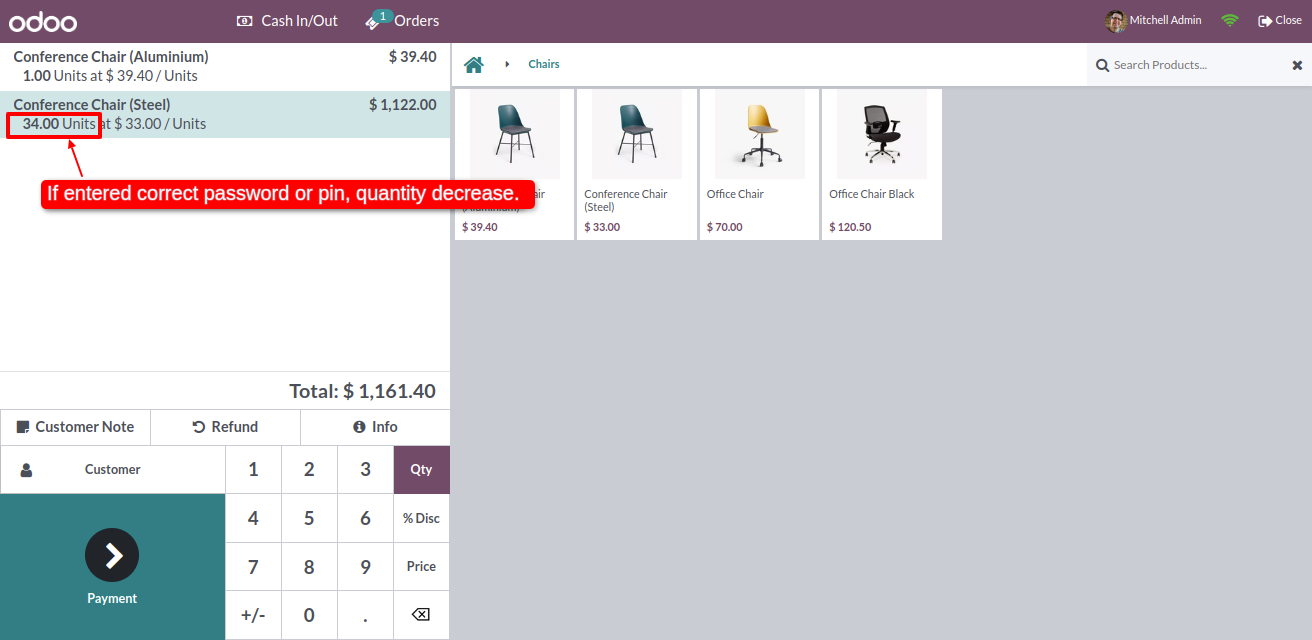 odoo
Cash In/Out
1
Orders
Mitchell Admin
Close
Conference Chair (Aluminium)
$ 39.40
1.00 Units at $ 39.40 / Units
Conference Chair (Steel)
$ 1,122.00
34.00 Units at $ 33.00 / Units
If entered correct password or pin, quantity decrease.
Chairs
Search Products...
air
(Aluminium)
$ 39.40
Conference Chair
(Steel)
$ 33.00
Office Chair
$ 70.00
Office Chair Black
$ 120.50
Total: $ 1,161.40
Customer Note
Refund
Info
Customer
1
2
3
Qty
4
5
6
% Disc
7
8
9
Price
+/-
0
.
Payment